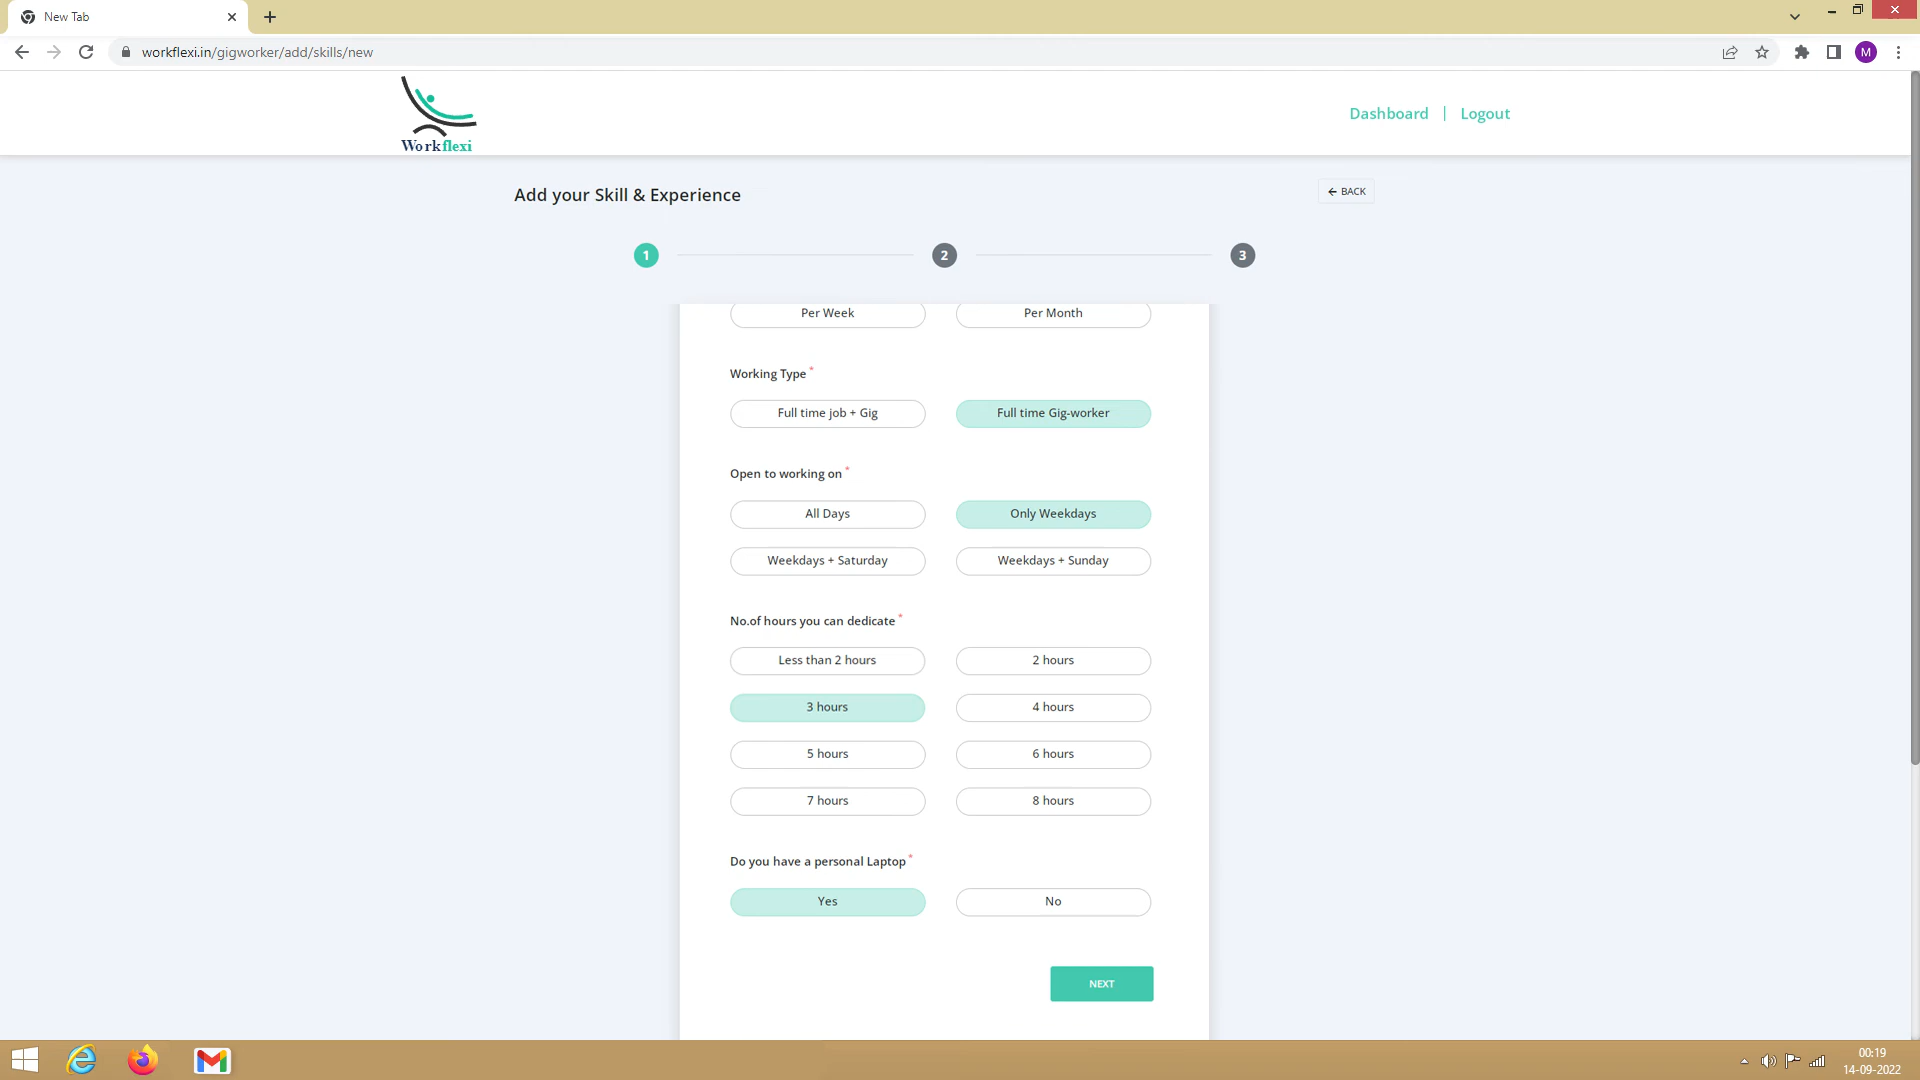 New Tab
workflexi.in/gigworker/add/skills/new
M
Workflexi
Dashboard | Logout
Add your Skill & Experience
BACK
1 2 3
Per Week Per Month
Working Type *
Full time job + Gig Full time Gig-worker
Open to working on *
All Days Only Weekdays
Weekdays + Saturday Weekdays + Sunday
No.of hours you can dedicate *
Less than 2 hours 2 hours
3 hours 4 hours
5 hours 6 hours
7 hours 8 hours
Do you have a personal Laptop *
Yes No
NEXT
00:19
14-09-2022